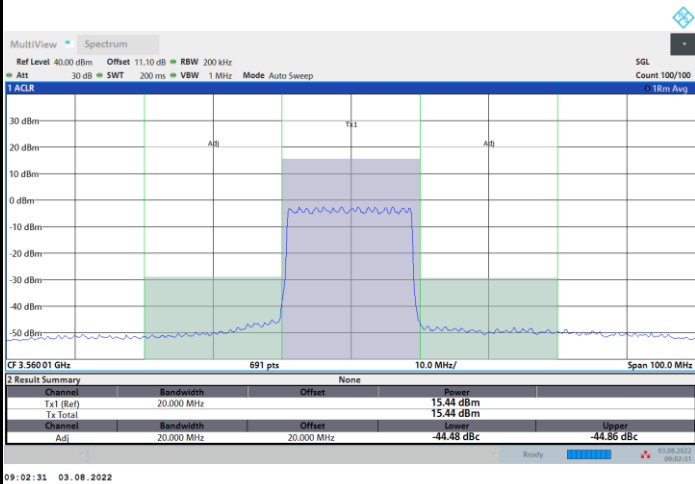 MultiView Spectrum
Ref Level 40.00 dBm Offset 11.10 dB RBW 200 kHz SGL
Att 30 dB SWT 200 ms VBW 1 MHz Mode Auto Sweep Count 100/100
1 ACLR 1Rm Avg
30 dBm
Tx1
20 dBm
Adj Adj
10 dBm
0 dBm
-10 dBm
-20 dBm
-30 dBm
-40 dBm
-50 dBm
CF 3.560 01 GHz 691 pts 10.0 MHz/ Span 100.0 MHz
2 Result Summary None
Channel Bandwidth Offset Power
Tx1 (Ref) 20.000 MHz 15.44 dBm
Tx Total 15.44 dBm
Channel Bandwidth Offset Lower Upper
Adj 20.000 MHz 20.000 MHz -44.48 dBc -44.86 dBc
Ready 03.08.2022
09:02:31
09:02:31 03.08.2022